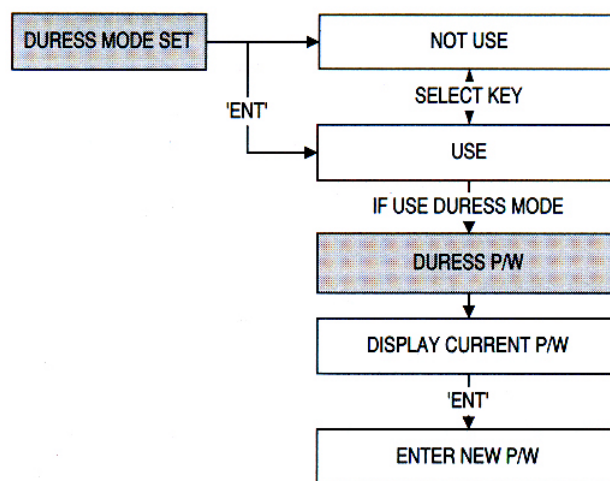 DURESS MODE SET
NOT USE
SELECT KEY
'ENT'
USE
IF USE DURESS MODE
DURESS P/W
DISPLAY CURRENT P/W
'ENT'
ENTER NEW P/W